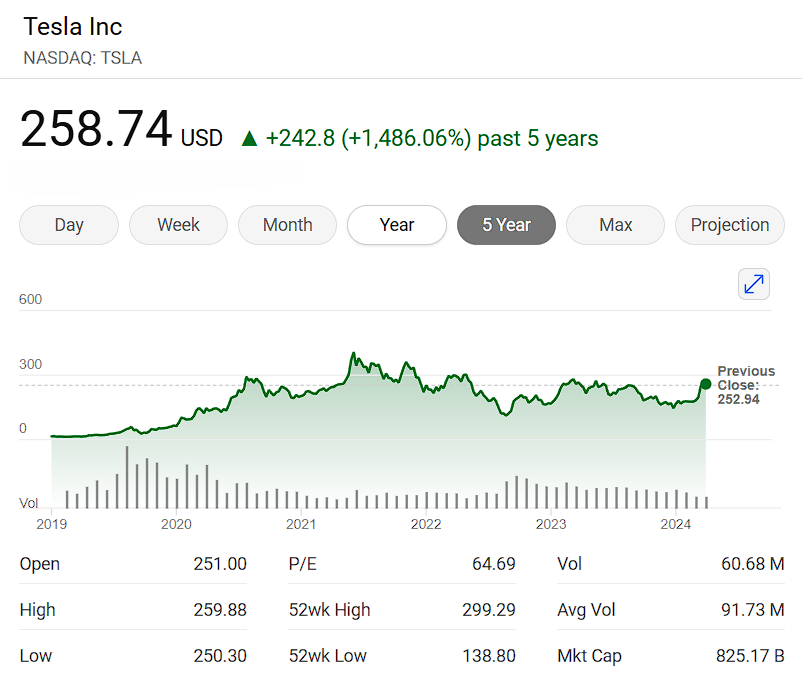 Tesla Inc
NASDAQ: TSLA
258.74 USD ▲ +242.8 (+1,486.06%) past 5 years
Day Week Month Year 5 Year Max Projection
600
300
0
Previous
Close:
252.94
Vol
2019 2020 2021 2022 2023 2024
Open 251.00 P/E 64.69 Vol 60.68 M
High 259.88 52wk High 299.29 Avg Vol 91.73 M
Low 250.30 52wk Low 138.80 Mkt Cap 825.17 B